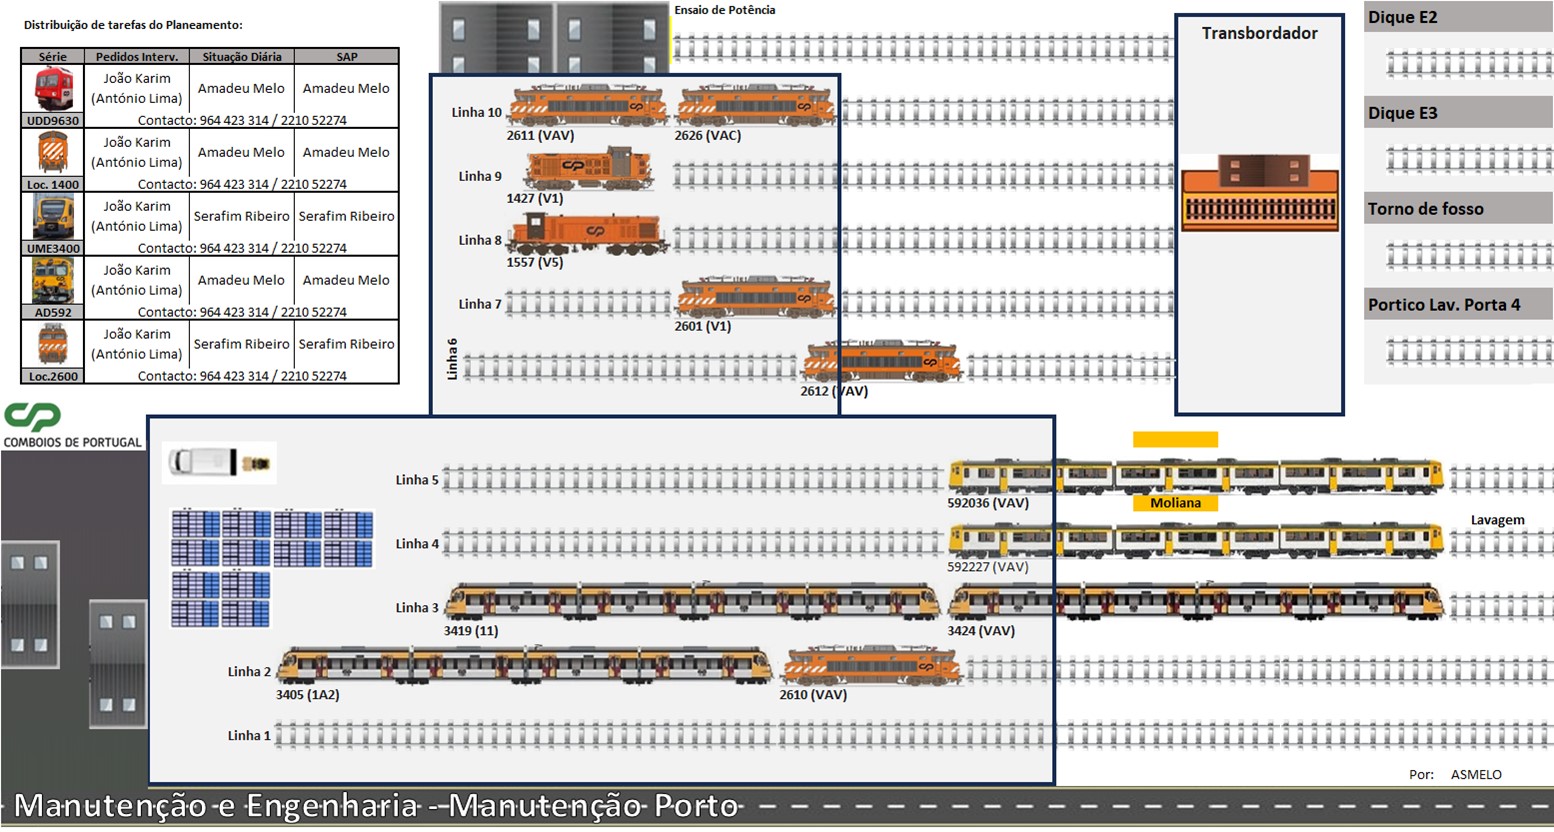 Distribuição de tarefas do Planeamento:
Série Pedidos Interv. Situação Diária SAP
João Karim
(António Lima) Amadeu Melo Amadeu Melo
UDD9630 Contacto: 964 423 314 / 2210 52274
João Karim
(António Lima) Amadeu Melo Amadeu Melo
Loc. 1400 Contacto: 964 423 314 / 2210 52274
João Karim
(António Lima) Serafim Ribeiro Serafim Ribeiro
UME3400 Contacto: 964 423 314 / 2210 52274
João Karim
(António Lima) Amadeu Melo Amadeu Melo
AD592 Contacto: 964 423 314 / 2210 52274
João Karim
(António Lima) Serafim Ribeiro Serafim Ribeiro
Loc.2600 Contacto: 964 423 314 / 2210 52274
CP
COMBOIOS DE PORTUGAL
Ensaio de Potência
Linha 10
2611 (VAV) 2626 (VAC)
Linha 9
1427 (V1)
Linha 8
1557 (V5)
Linha 7
2601 (V1)
Linha 6
2612 (VAV)
Transbordador
Dique E2
Dique E3
Torno de fosso
Portico Lav. Porta 4
Linha 5
592036 (VAV)
Moliana
Lavagem
Linha 4
592227 (VAV)
Linha 3
3419 (11) 3424 (VAV)
Linha 2
3405 (1A2) 2610 (VAV)
Linha 1
Por: ASMELO
Manutenção e Engenharia - Manutenção Porto